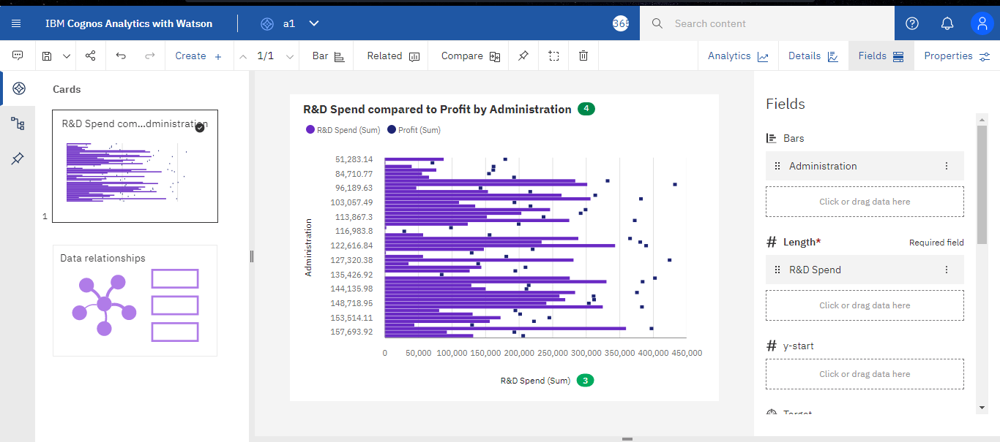 IBM Cognos Analytics with Watson
a1
365
Search content
Create +
1/1
Bar
Related
Compare
Analytics
Details
Fields
Properties
Cards
R&D Spend com...dministration
1
Data relationships
R&D Spend compared to Profit by Administration 4
R&D Spend (Sum) Profit (Sum)
Administration
51,283.14
84,710.77
96,189.63
103,057.49
113,867.3
116,983.8
122,616.84
127,320.38
135,426.92
144,135.98
148,718.95
153,514.11
157,693.92
0 50,000 100,000 150,000 200,000 250,000 300,000 350,000 400,000 450,000
R&D Spend (Sum) 3
Fields
Bars
Administration
Click or drag data here
# Length* Required field
R&D Spend
Click or drag data here
# y-start
Click or drag data here
Target